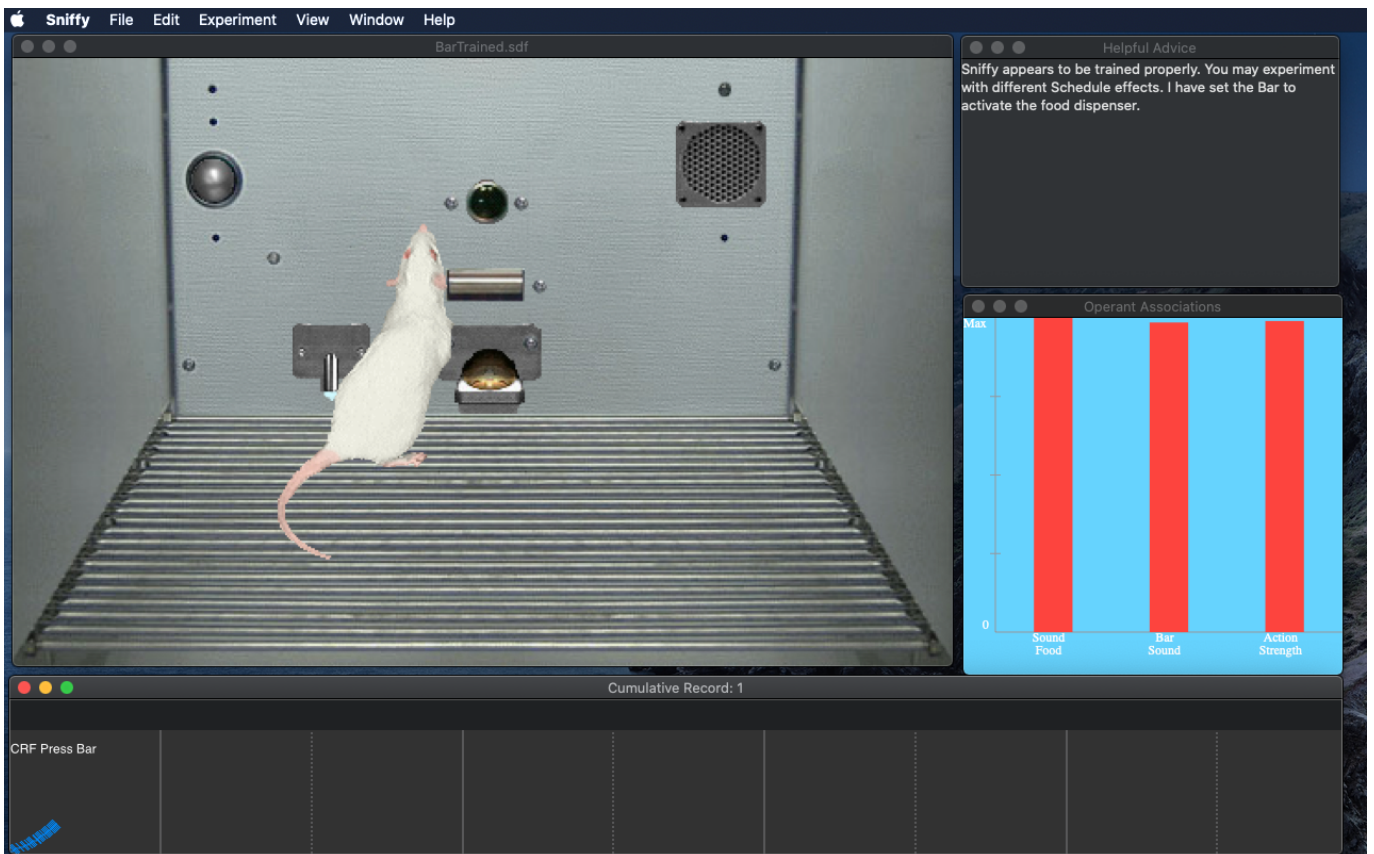 Sniffy File Edit Experiment View Window Help
BarTrained.sdf
Helpful Advice
Sniffy appears to be trained properly. You may experiment
with different Schedule effects. I have set the Bar to
activate the food dispenser.
Operant Associations
Max
0
Sound Bar Action
Food Sound Strength
Cumulative Record: 1
CRF Press Bar